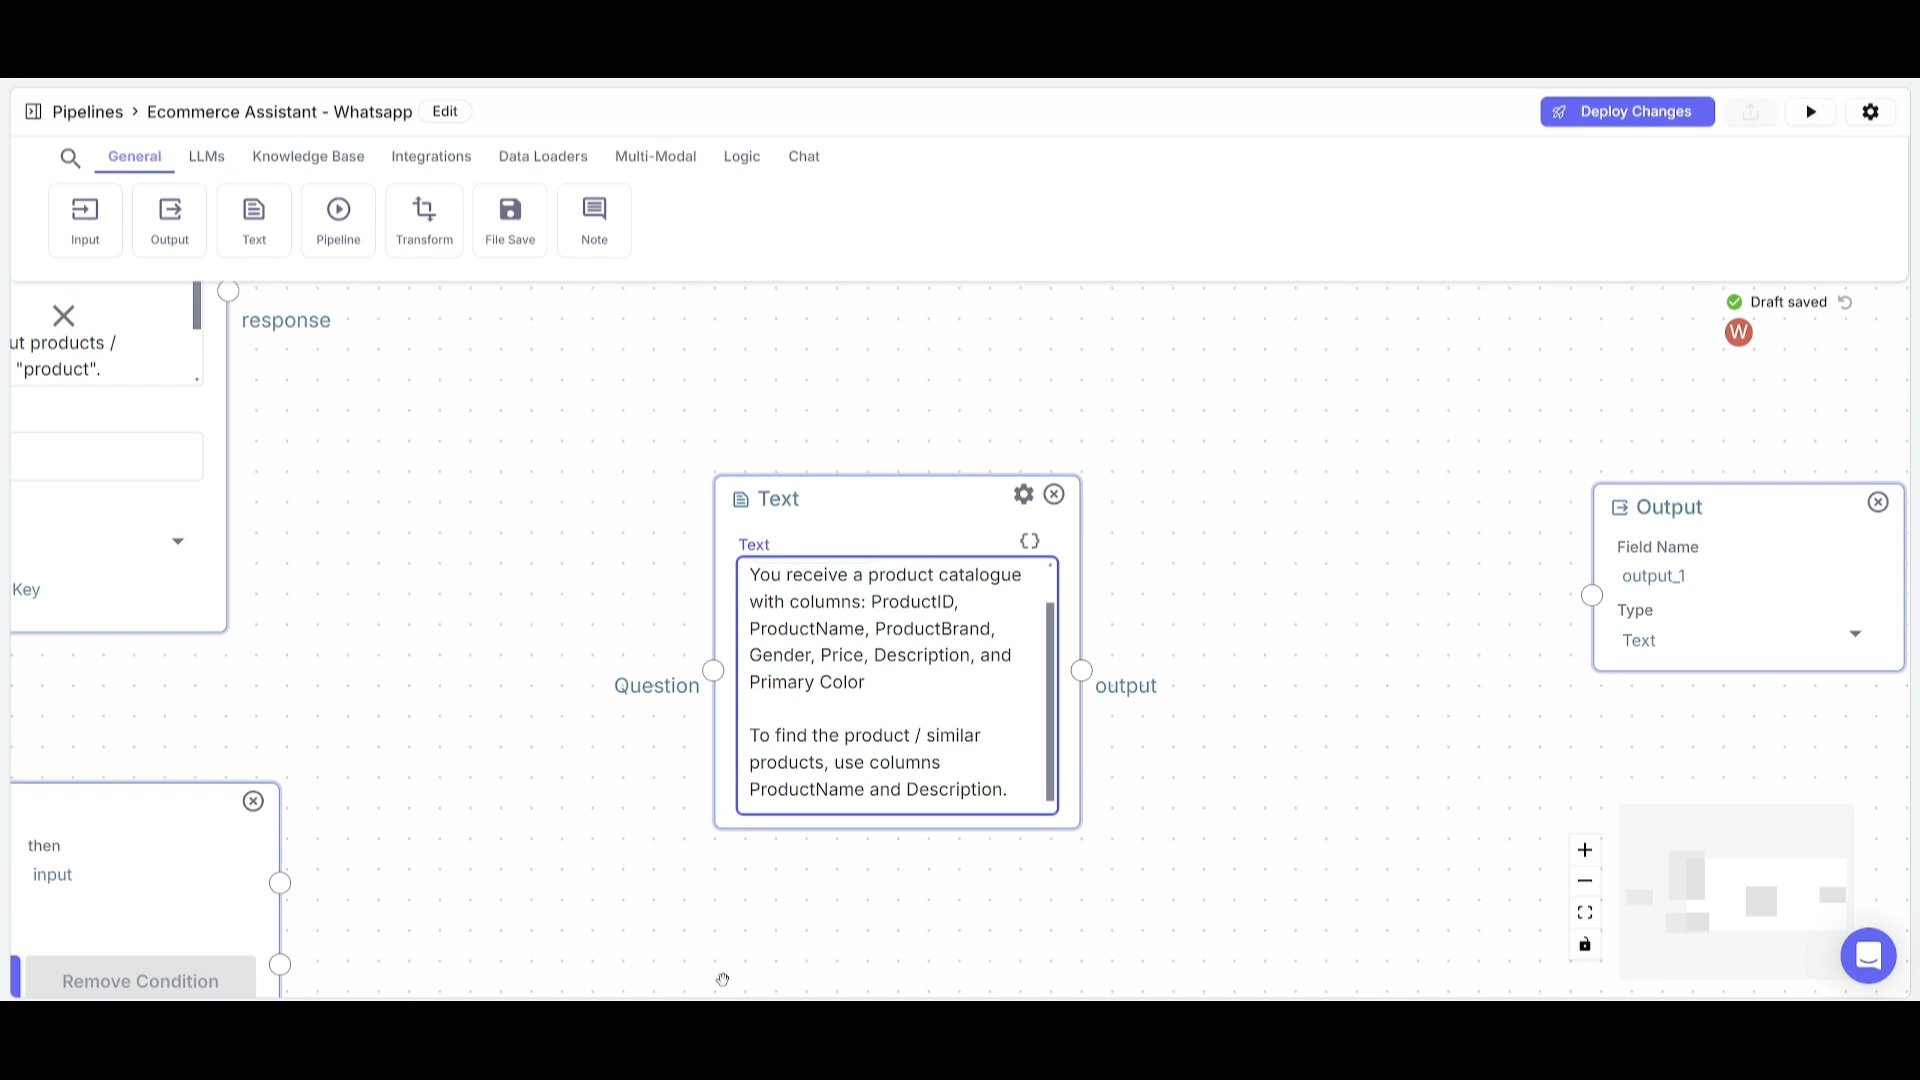 Pipelines > Ecommerce Assistant - Whatsapp Edit
Deploy Changes
General LLMs Knowledge Base Integrations Data Loaders Multi-Modal Logic Chat
Input Output Text Pipeline Transform File Save Note
ut products /
"product".
response
Key
Draft saved
W
Text
Text
You receive a product catalogue
with columns: ProductID,
ProductName, ProductBrand,
Gender, Price, Description, and
Primary Color
To find the product / similar
products, use columns
ProductName and Description.
Question
output
Output
Field Name
output_1
Type
Text
then
input
Remove Condition